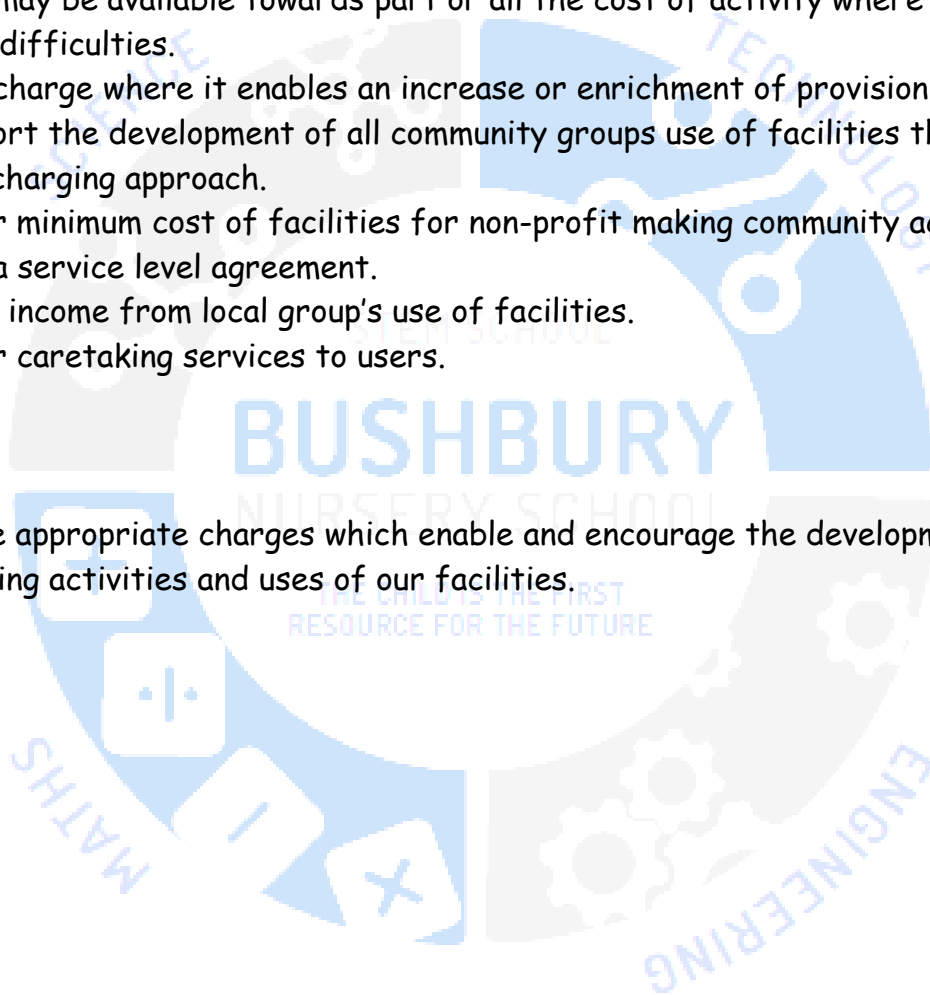 may be available towards part or all the cost of activity where
difficulties.
charge where it enables an increase or enrichment of provision
ort the development of all community groups use of facilities th
charging approach.
r minimum cost of facilities for non-profit making community ac
a service level agreement.
income from local group's use of facilities.
r caretaking services to users.
e appropriate charges which enable and encourage the developm
ing activities and uses of our facilities.
SCIENCE
TECHNOLOGY
STEM SCHOOL
BUSHBURY
NURSERY SCHOOL
THE CHILD IS THE FIRST
RESOURCE FOR THE FUTURE
MATHS
ENGINEERING